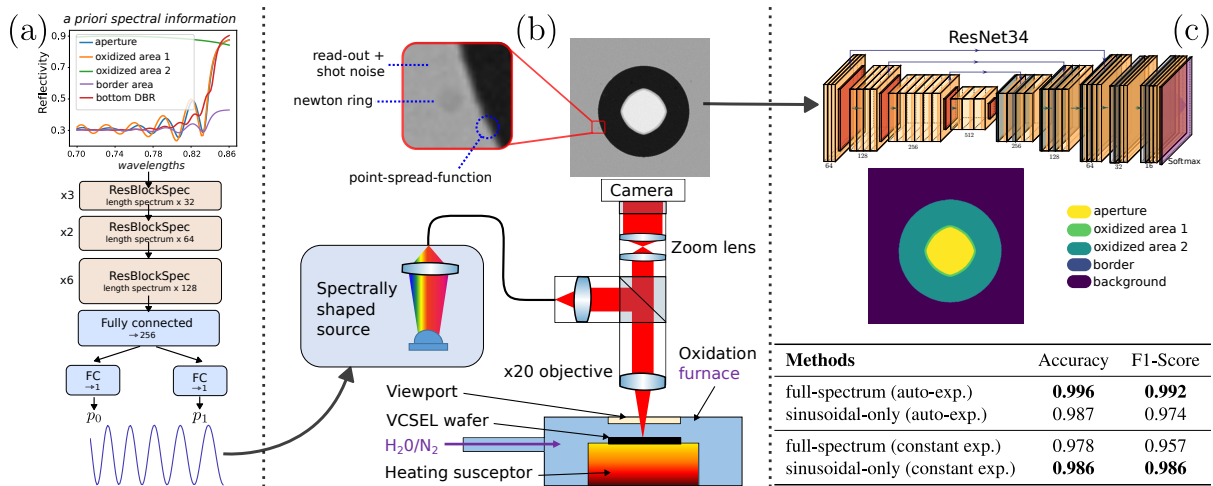 (a)
a priori spectral information
Reflectivity
0.9
0.7
0.5
0.3
aperture
oxidized area 1
oxidized area 2
border area
bottom DBR
0.70
0.74
0.78
0.82
0.86
wavelengths
x3
ResBlockSpec
length spectrum x 32
x2
ResBlockSpec
length spectrum x 64
x6
ResBlockSpec
length spectrum x 128
Fully connected
→256
FC
→1
FC
→1
p0
p1
(b)
read-out +
shot noise
newton ring
point-spread-function
Camera
Zoom lens
Spectrally
shaped
source
x20 objective
Oxidation
furnace
Viewport
VCSEL wafer
H20/N2
Heating susceptor
(c)
ResNet34
64
128
256
512
256
128
64
32
16
Softmax
aperture
oxidized area 1
oxidized area 2
border
background
Methods Accuracy F1-Score
full-spectrum (auto-exp.) 0.996 0.992
sinusoidal-only (auto-exp.) 0.987 0.974
full-spectrum (constant exp.) 0.978 0.957
sinusoidal-only (constant exp.) 0.986 0.986